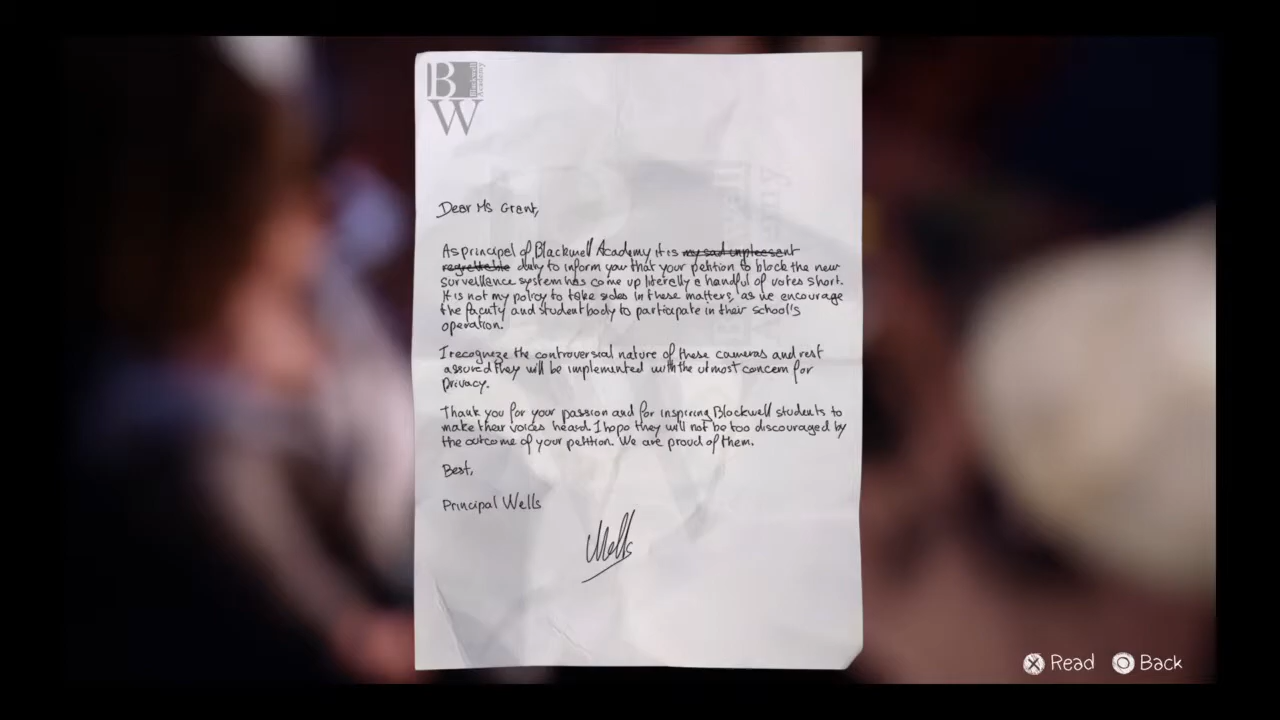 BW
Blackwell
Academy
Dear Ms Grant,
As principel of Blackwell Academy it is my sad unpleesent
regrettable duty to inform you that your petition to block the new
surveillance system has come up literally a handful of votes short.
It is not my policy to take sides in these matters, as we encourage
the faculty and student body to participate in their school's
operation.
I recogneze the controversial nature of these cameras and rest
assured they will be implemented with the utmost concern for
privacy.
Thank you for your passion and for inspiring Blackwell students to
make their voices heard. I hope they will not be too discouraged by
the outcome of your petition. We are proud of them.
Best,
Principal Wells
Wells
Read Back